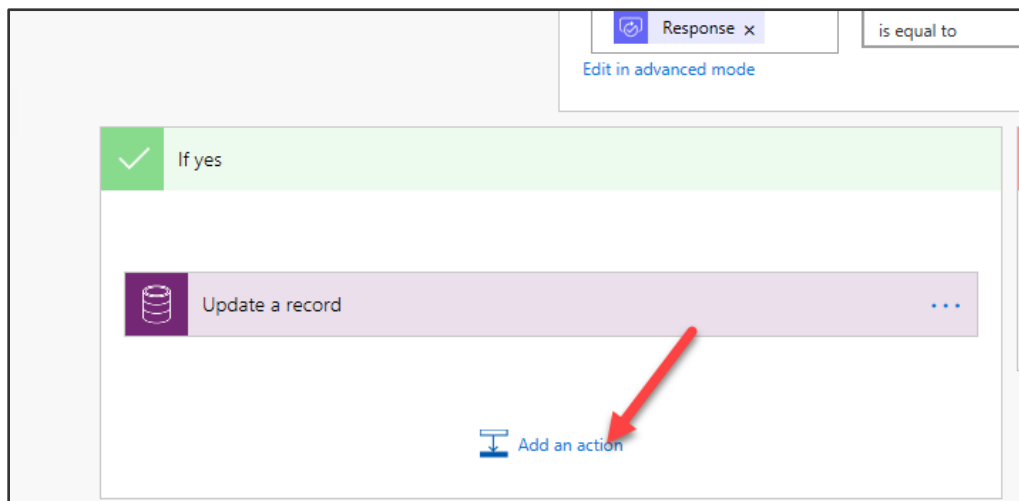 Response ×
is equal to
Edit in advanced mode
If yes
Update a record
...
Add an action